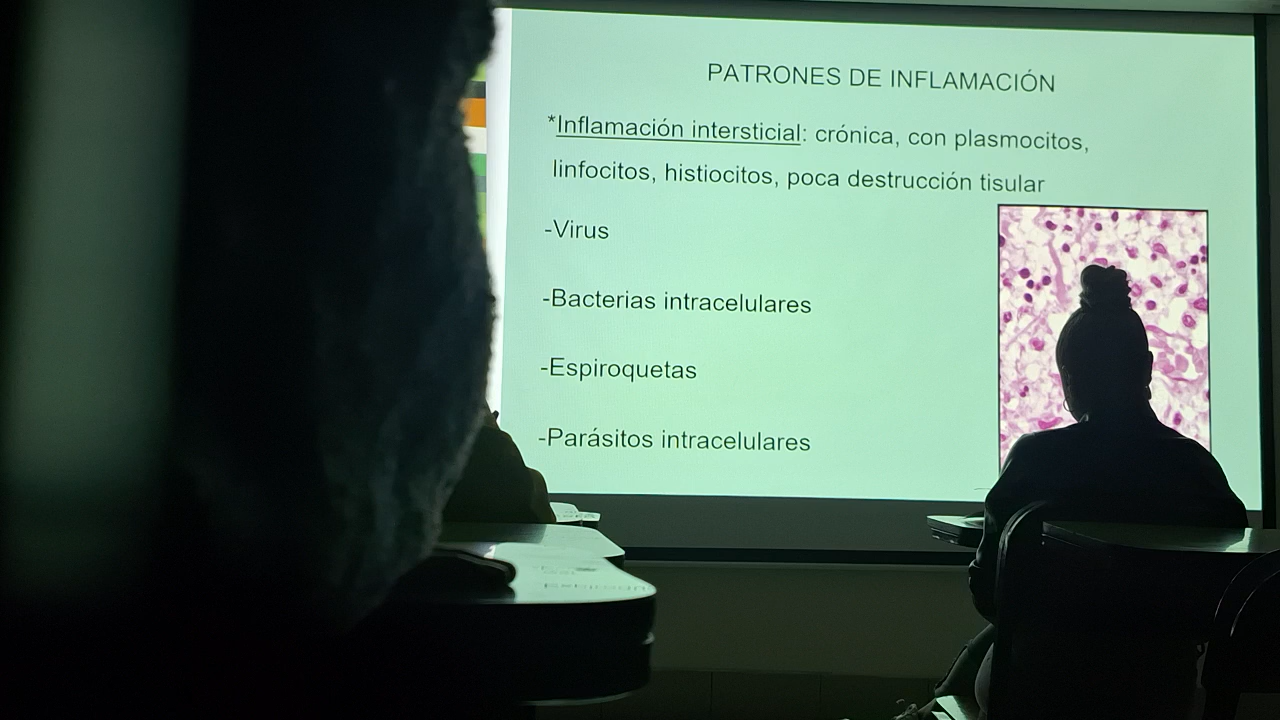 PATRONES DE INFLAMACIÓN
*Inflamación intersticial: crónica, con plasmocitos,
linfocitos, histiocitos, poca destrucción tisular
-Virus
-Bacterias intracelulares
-Espiroquetas
-Parásitos intracelulares